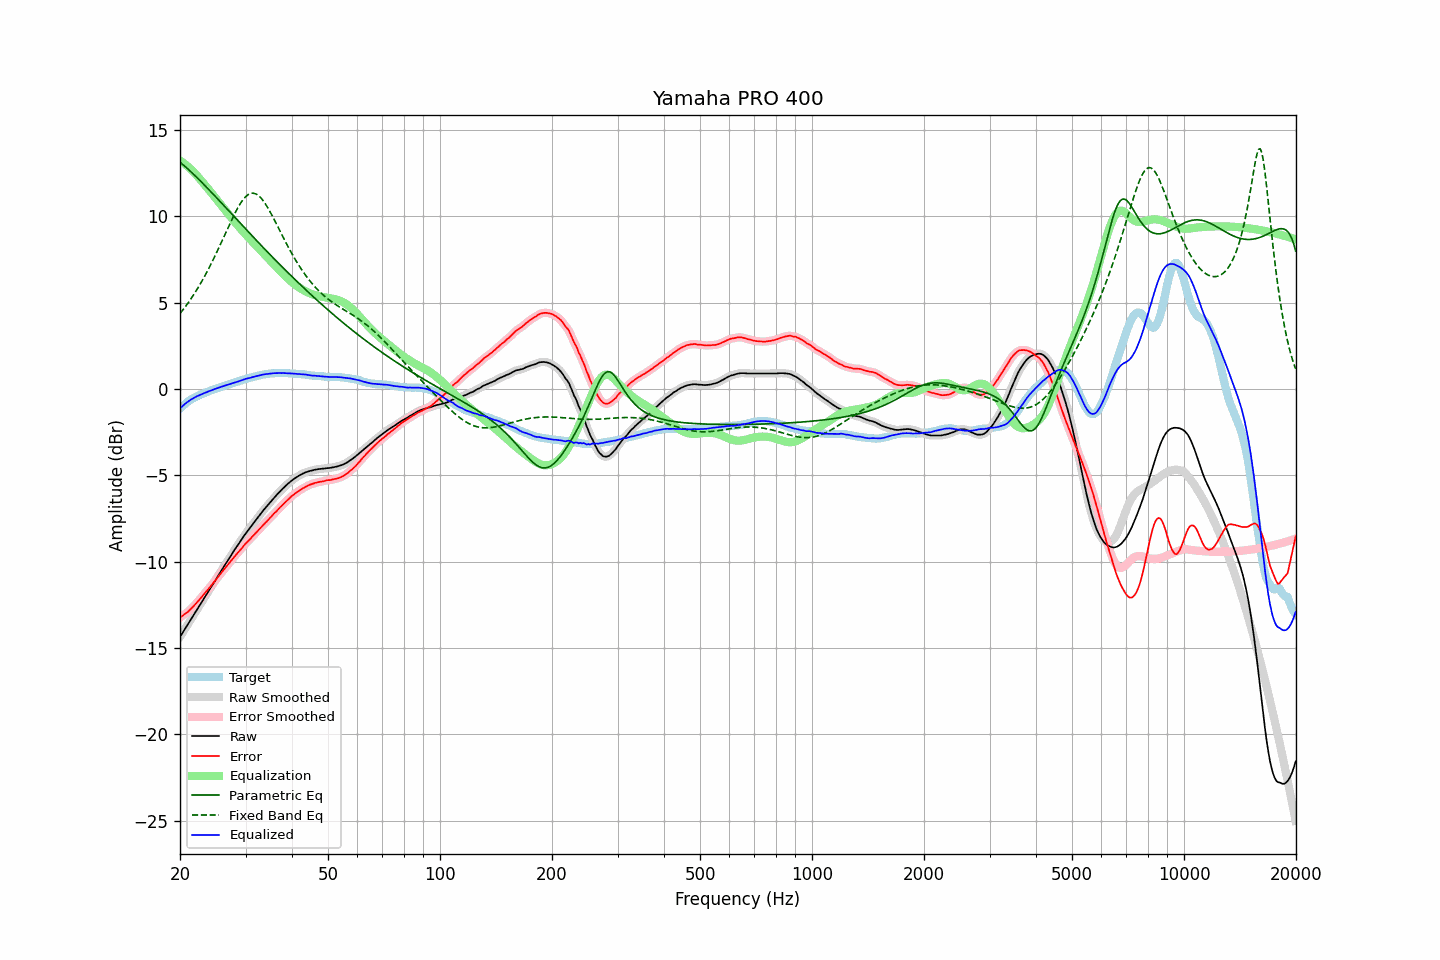 Yamaha PRO 400
15
10
5
0
−5
−10
−15
−20
−25
Amplitude (dBr)
Target
Raw Smoothed
Error Smoothed
Raw
Error
Equalization
Parametric Eq
Fixed Band Eq
Equalized
20 50 100 200 500 1000 2000 5000 10000 20000
Frequency (Hz)